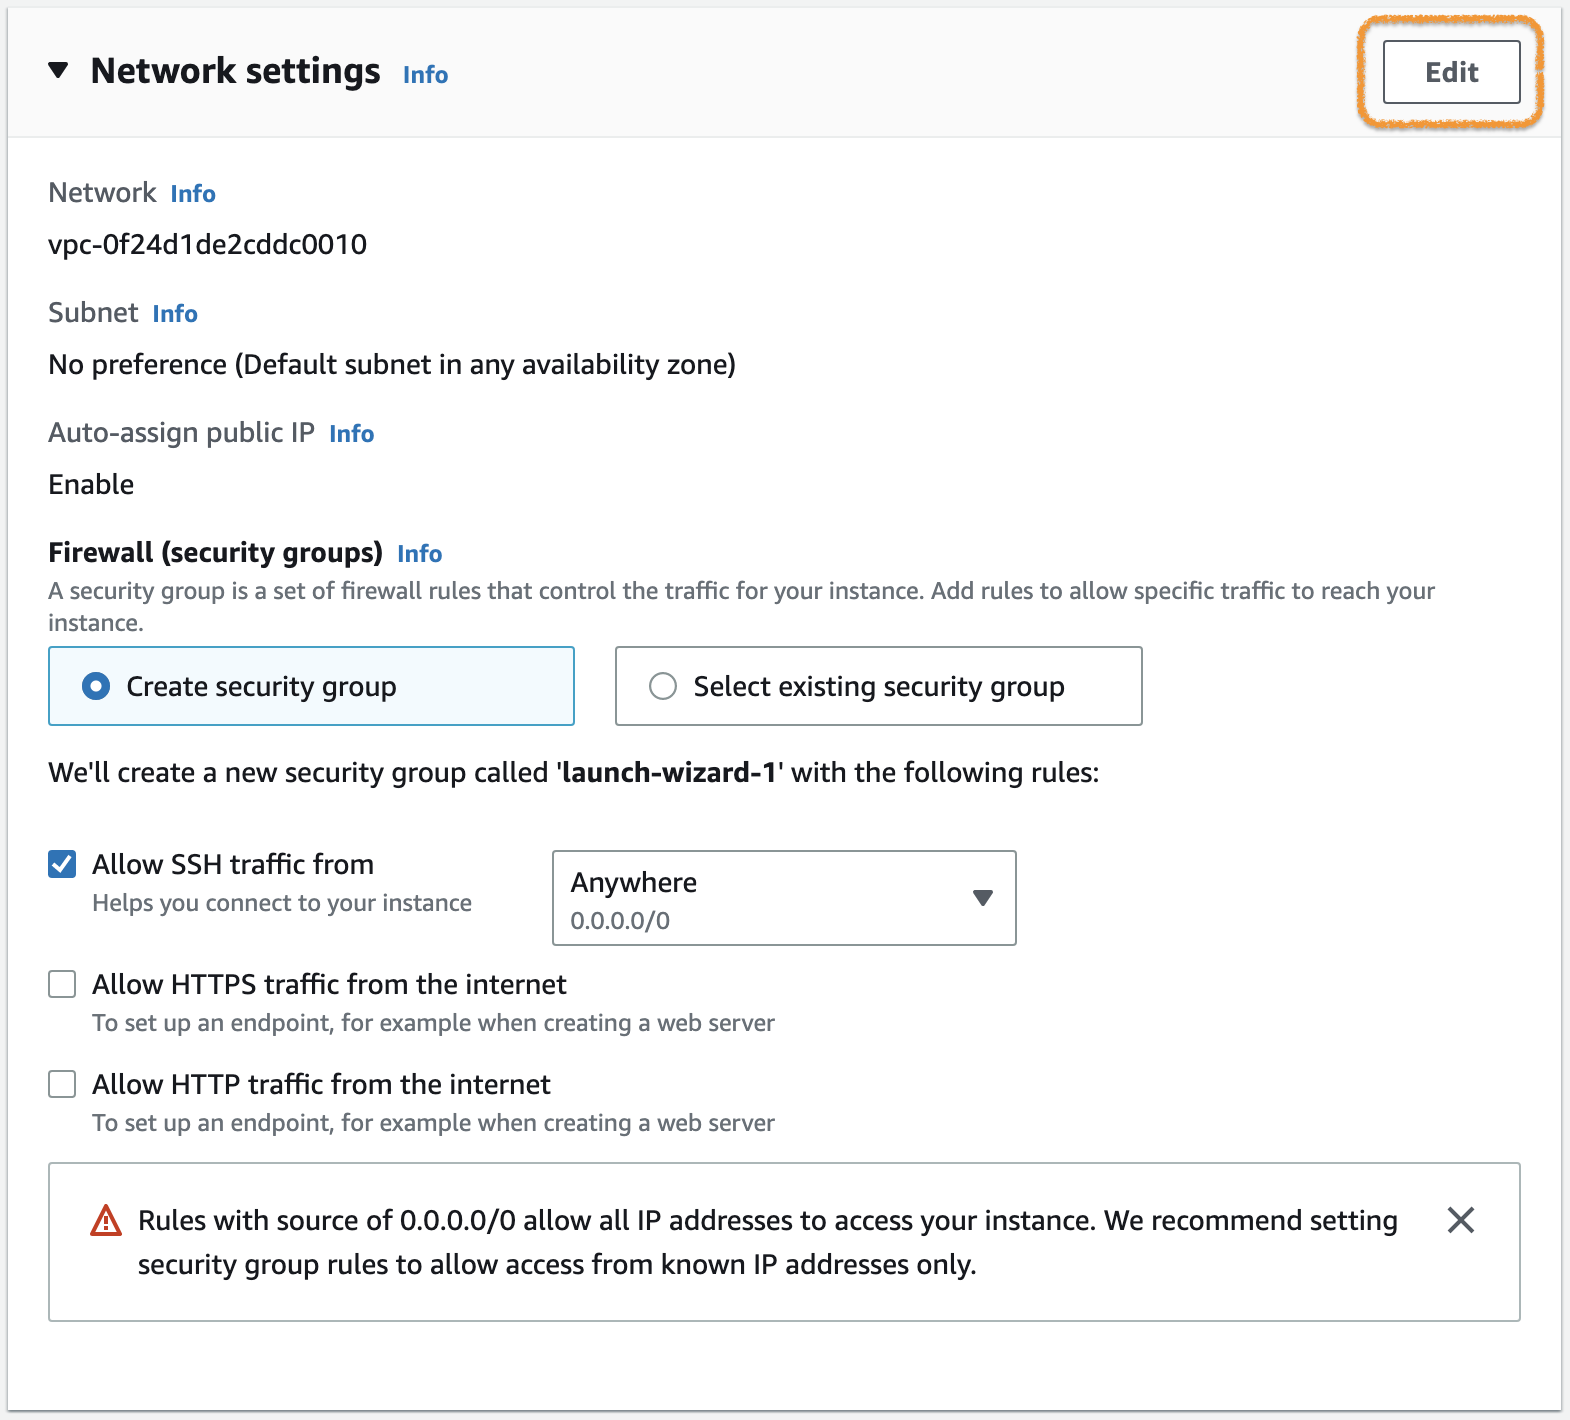 Network settings Info
Edit
Network Info
vpc-0f24d1de2cddc0010
Subnet Info
No preference (Default subnet in any availability zone)
Auto-assign public IP Info
Enable
Firewall (security groups) Info
A security group is a set of firewall rules that control the traffic for your instance. Add rules to allow specific traffic to reach your
instance.
Create security group
Select existing security group
We'll create a new security group called 'launch-wizard-1' with the following rules:
Allow SSH traffic from
Helps you connect to your instance
Anywhere
0.0.0.0/0
Allow HTTPS traffic from the internet
To set up an endpoint, for example when creating a web server
Allow HTTP traffic from the internet
To set up an endpoint, for example when creating a web server
Rules with source of 0.0.0.0/0 allow all IP addresses to access your instance. We recommend setting
security group rules to allow access from known IP addresses only.